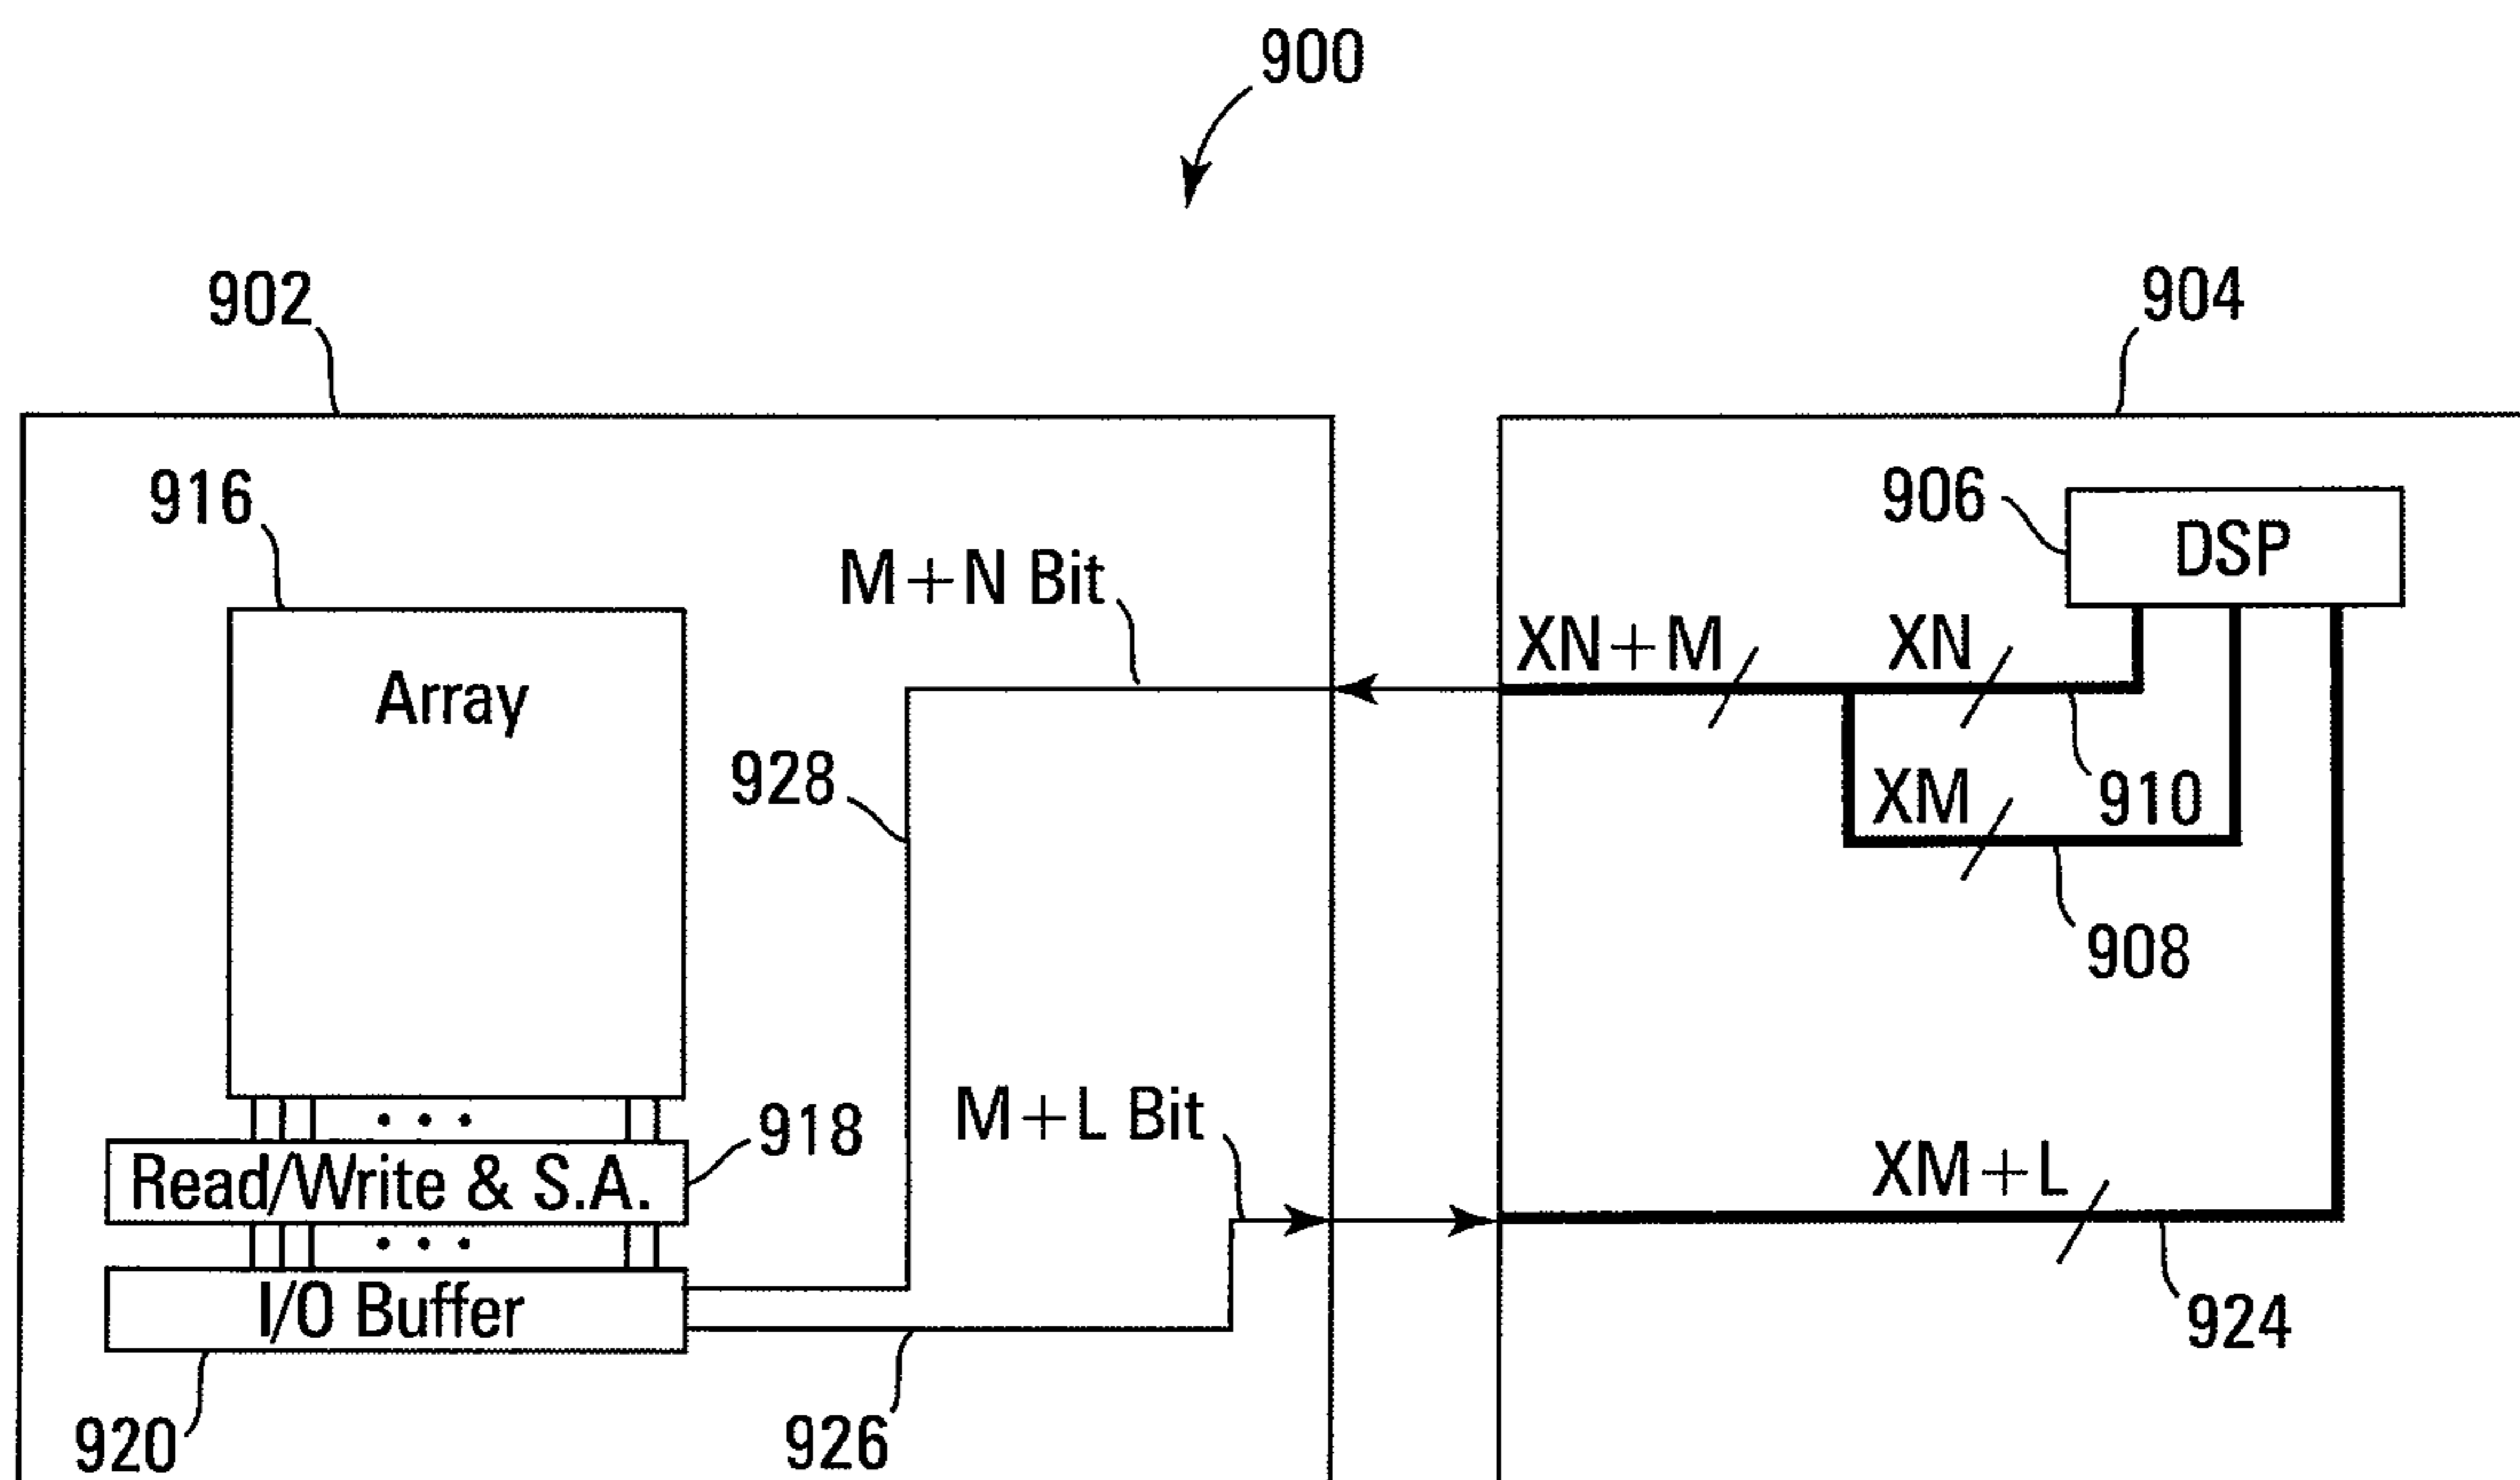 900
902
904
916
906
DSP
M+N Bit
XN+M
XN
Array
928
XM
910
908
M+L Bit
918
XM+L
Read/Write & S.A.
I/O Buffer
924
920
926